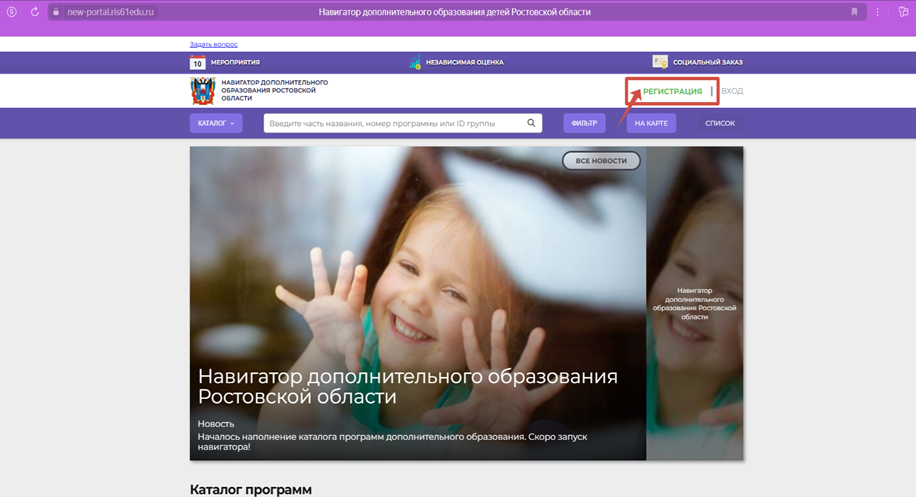 new-portal.ris61edu.ru
Навигатор дополнительного образования детей Ростовской области
Задать вопрос
10
МЕРОПРИЯТИЯ
НЕЗАВИСИМАЯ ОЦЕНКА
СОЦИАЛЬНЫЙ ЗАКАЗ
НАВИГАТОР ДОПОЛНИТЕЛЬНОГО
ОБРАЗОВАНИЯ РОСТОВСКОЙ
ОБЛАСТИ
РЕГИСТРАЦИЯ | ВХОД
КАТАЛОГ
Введите часть названия, номер программы или ID группы
ФИЛЬТР
НА КАРТЕ
СПИСОК
ВСЕ НОВОСТИ
Навигатор
дополнительного
образования Ростовской
области
Навигатор дополнительного образования
Ростовской области
Новость
Началось наполнение каталога программ дополнительного образования. Скоро запуск
навигатора!
Каталог программ